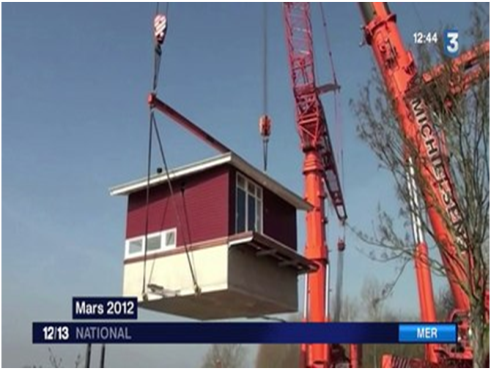 12:44 3
MICHIELSENS
Mars 2012
12/13 NATIONAL MER